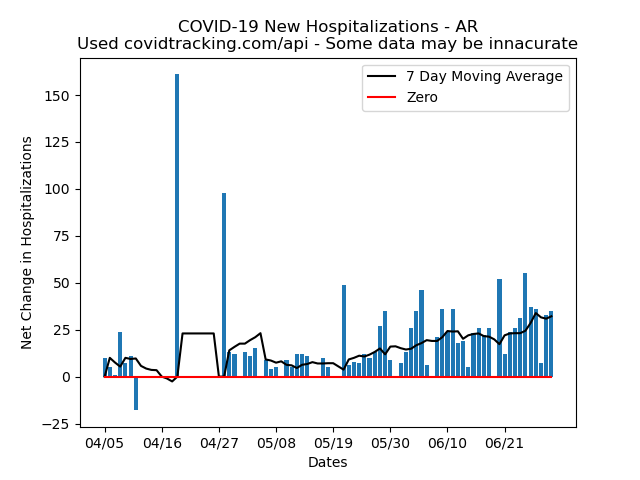 COVID-19 New Hospitalizations - AR
Used covidtracking.com/api - Some data may be innacurate
7 Day Moving Average
Zero
Net Change in Hospitalizations
150
125
100
75
50
25
0
−25
04/05 04/16 04/27 05/08 05/19 05/30 06/10 06/21
Dates